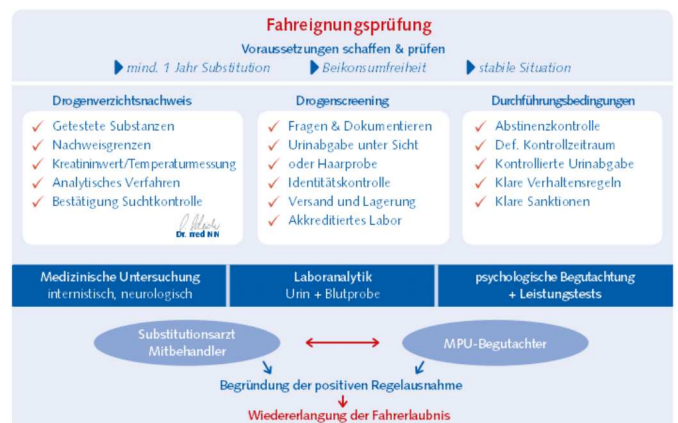 Fahreignungsprüfung
Voraussetzungen schaffen & prüfen
mind. 1 Jahr Substitution Beikonsumfreiheit stabile Situation
Drogenverzichtsnachweis
Getestete Substanzen
Nachweisgrenzen
Kreatininwert/Temperaturmessung
Analytisches Verfahren
Bestätigung Suchtkontrolle
Dr. med NN
Drogenscreening
Fragen & Dokumentieren
Urinabgabe unter Sicht
oder Haarprobe
Identitätskontrolle
Versand und Lagerung
Akkreditiertes Labor
Durchführungsbedingungen
Abstinenzkontrolle
Def. Kontrollzeitraum
Kontrollierte Urinabgabe
Klare Verhaltensregeln
Klare Sanktionen
Medizinische Untersuchung
internistisch, neurologisch
Laboranalytik
Urin + Blutprobe
psychologische Begutachtung
+ Leistungstests
Substitutionsarzt
Mitbehandler
MPU-Begutachter
Begründung der positiven Regelausnahme
Wiedererlangung der Fahrerlaubnis